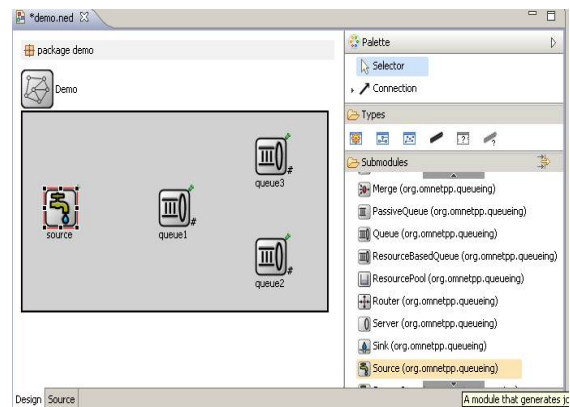 *demo.ned
package demo
Demo
source
queue1
queue3
#
#
queue2
#
Design Source
Palette
Selector
Connection
Types
?
?
Submodules
Merge (org.omnetpp.queueing)
PassiveQueue (org.omnetpp.queueing)
Queue (org.omnetpp.queueing)
ResourceBasedQueue (org.omnetpp.queueing)
ResourcePool (org.omnetpp.queueing)
Router (org.omnetpp.queueing)
Server (org.omnetpp.queueing)
Sink (org.omnetpp.queueing)
Source (org.omnetpp.queueing)
A module that generates jo